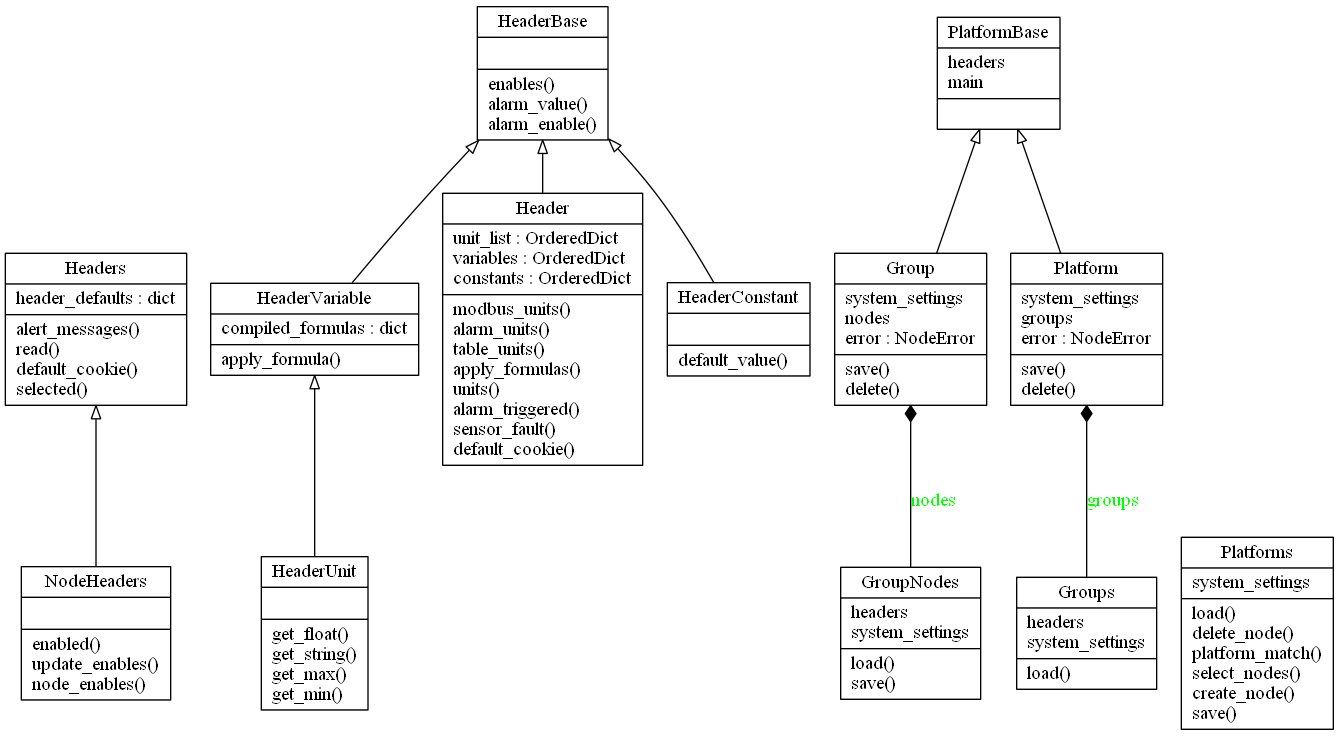 HeaderBase
enables()
alarm_value()
alarm_enable()
PlatformBase
headers
main
Headers
header_defaults : dict
alert_messages()
read()
default_cookie()
selected()
HeaderVariable
compiled_formulas : dict
apply_formula()
Header
unit_list : OrderedDict
variables : OrderedDict
constants : OrderedDict
modbus_units()
alarm_units()
table_units()
apply_formulas()
units()
alarm_triggered()
sensor_fault()
default_cookie()
HeaderConstant
default_value()
Group
system_settings
nodes
error : NodeError
save()
delete()
Platform
system_settings
groups
error : NodeError
save()
delete()
nodes
groups
NodeHeaders
enabled()
update_enables()
node_enables()
HeaderUnit
get_float()
get_string()
get_max()
get_min()
GroupNodes
headers
system_settings
load()
save()
Groups
headers
system_settings
load()
Platforms
system_settings
load()
delete_node()
platform_match()
select_nodes()
create_node()
save()